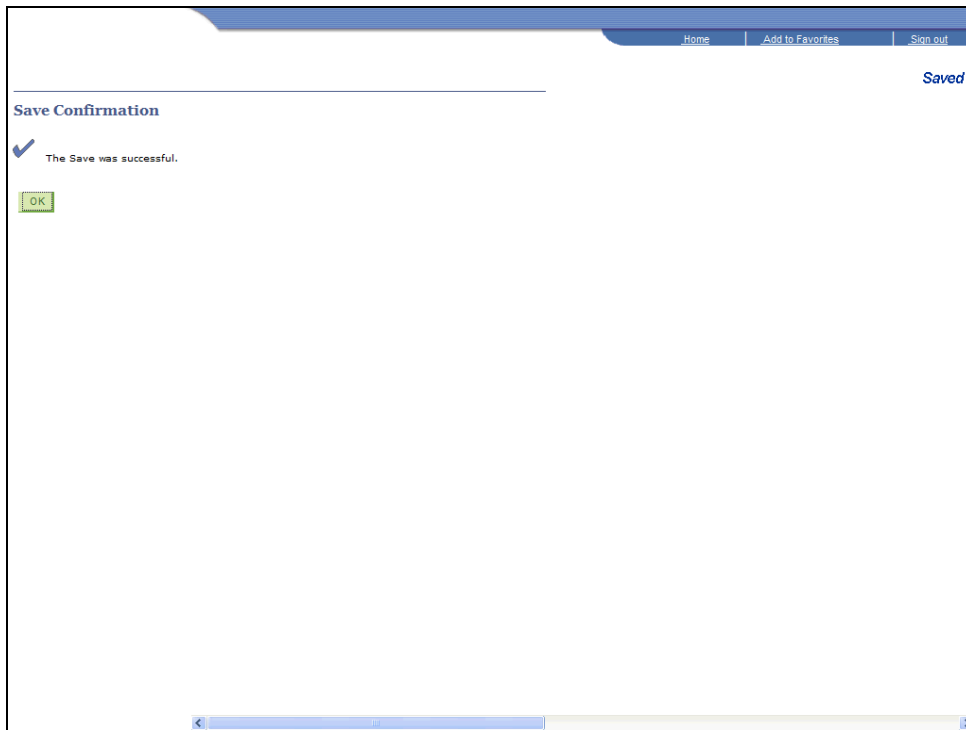 Home Add to Favorites Sign out
Saved
Save Confirmation
The Save was successful.
OK